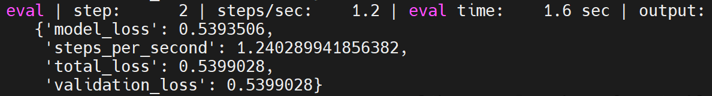 eval | step:      2 | steps/sec:    1.2 | eval time:    1.6 sec | output:
{'model_loss': 0.5393506,
'steps_per_second': 1.240289941856382,
'total_loss': 0.5399028,
'validation_loss': 0.5399028}